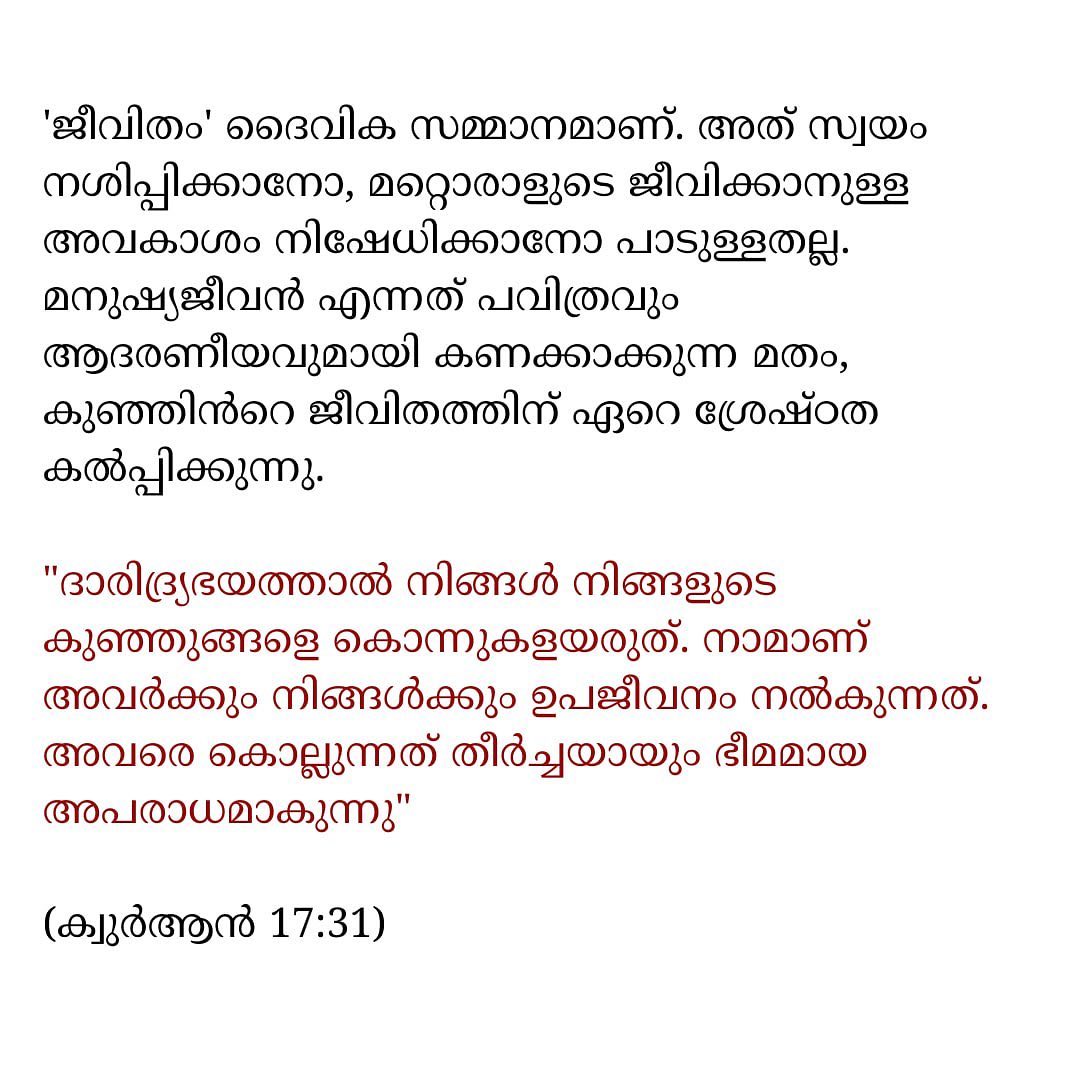 'ജീവിതം' ദൈവിക സമ്മാനമാണ്. അത് സ്വയം
നശിപ്പിക്കാനോ, മറ്റൊരാളുടെ ജീവിക്കാനുള്ള
അവകാശം നിഷേധിക്കാനോ പാടുള്ളതല്ല.
മനുഷ്യജീവൻ എന്നത് പവിത്രവും
ആദരണീയവുമായി കണക്കാക്കുന്ന മതം,
കുഞ്ഞിൻറെ ജീവിതത്തിന് ഏറെ ശ്രേഷ്ഠത
കൽപ്പിക്കുന്നു.
"ദാരിദ്ര്യഭയത്താൽ നിങ്ങൾ നിങ്ങളുടെ
കുഞ്ഞുങ്ങളെ കൊന്നുകളയരുത്. നാമാണ്
അവർക്കും നിങ്ങൾക്കും ഉപജീവനം നൽകുന്നത്.
അവരെ കൊല്ലുന്നത് തീർച്ചയായും ഭീമമായ
അപരാധമാകുന്നു"
(ക്വുർആൻ 17:31)